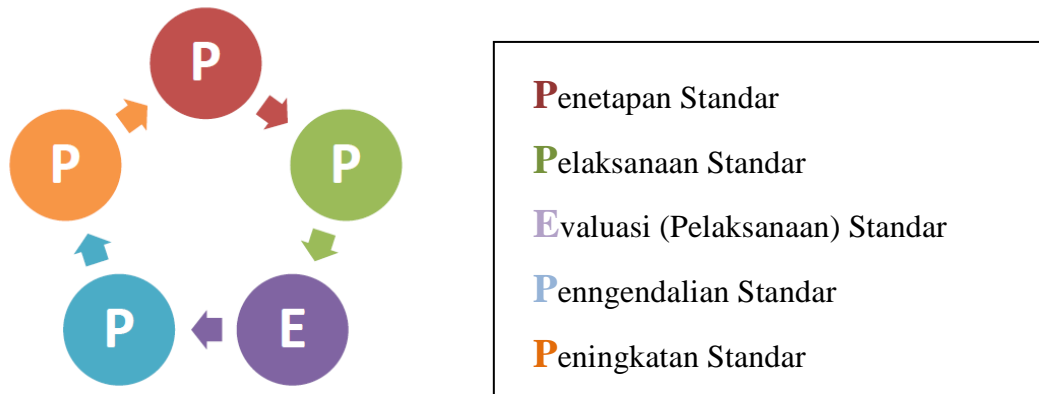 P
P
P
P
E
Penetapan Standar
Pelaksanaan Standar
Evaluasi (Pelaksanaan) Standar
Penngendalian Standar
Peningkatan Standar